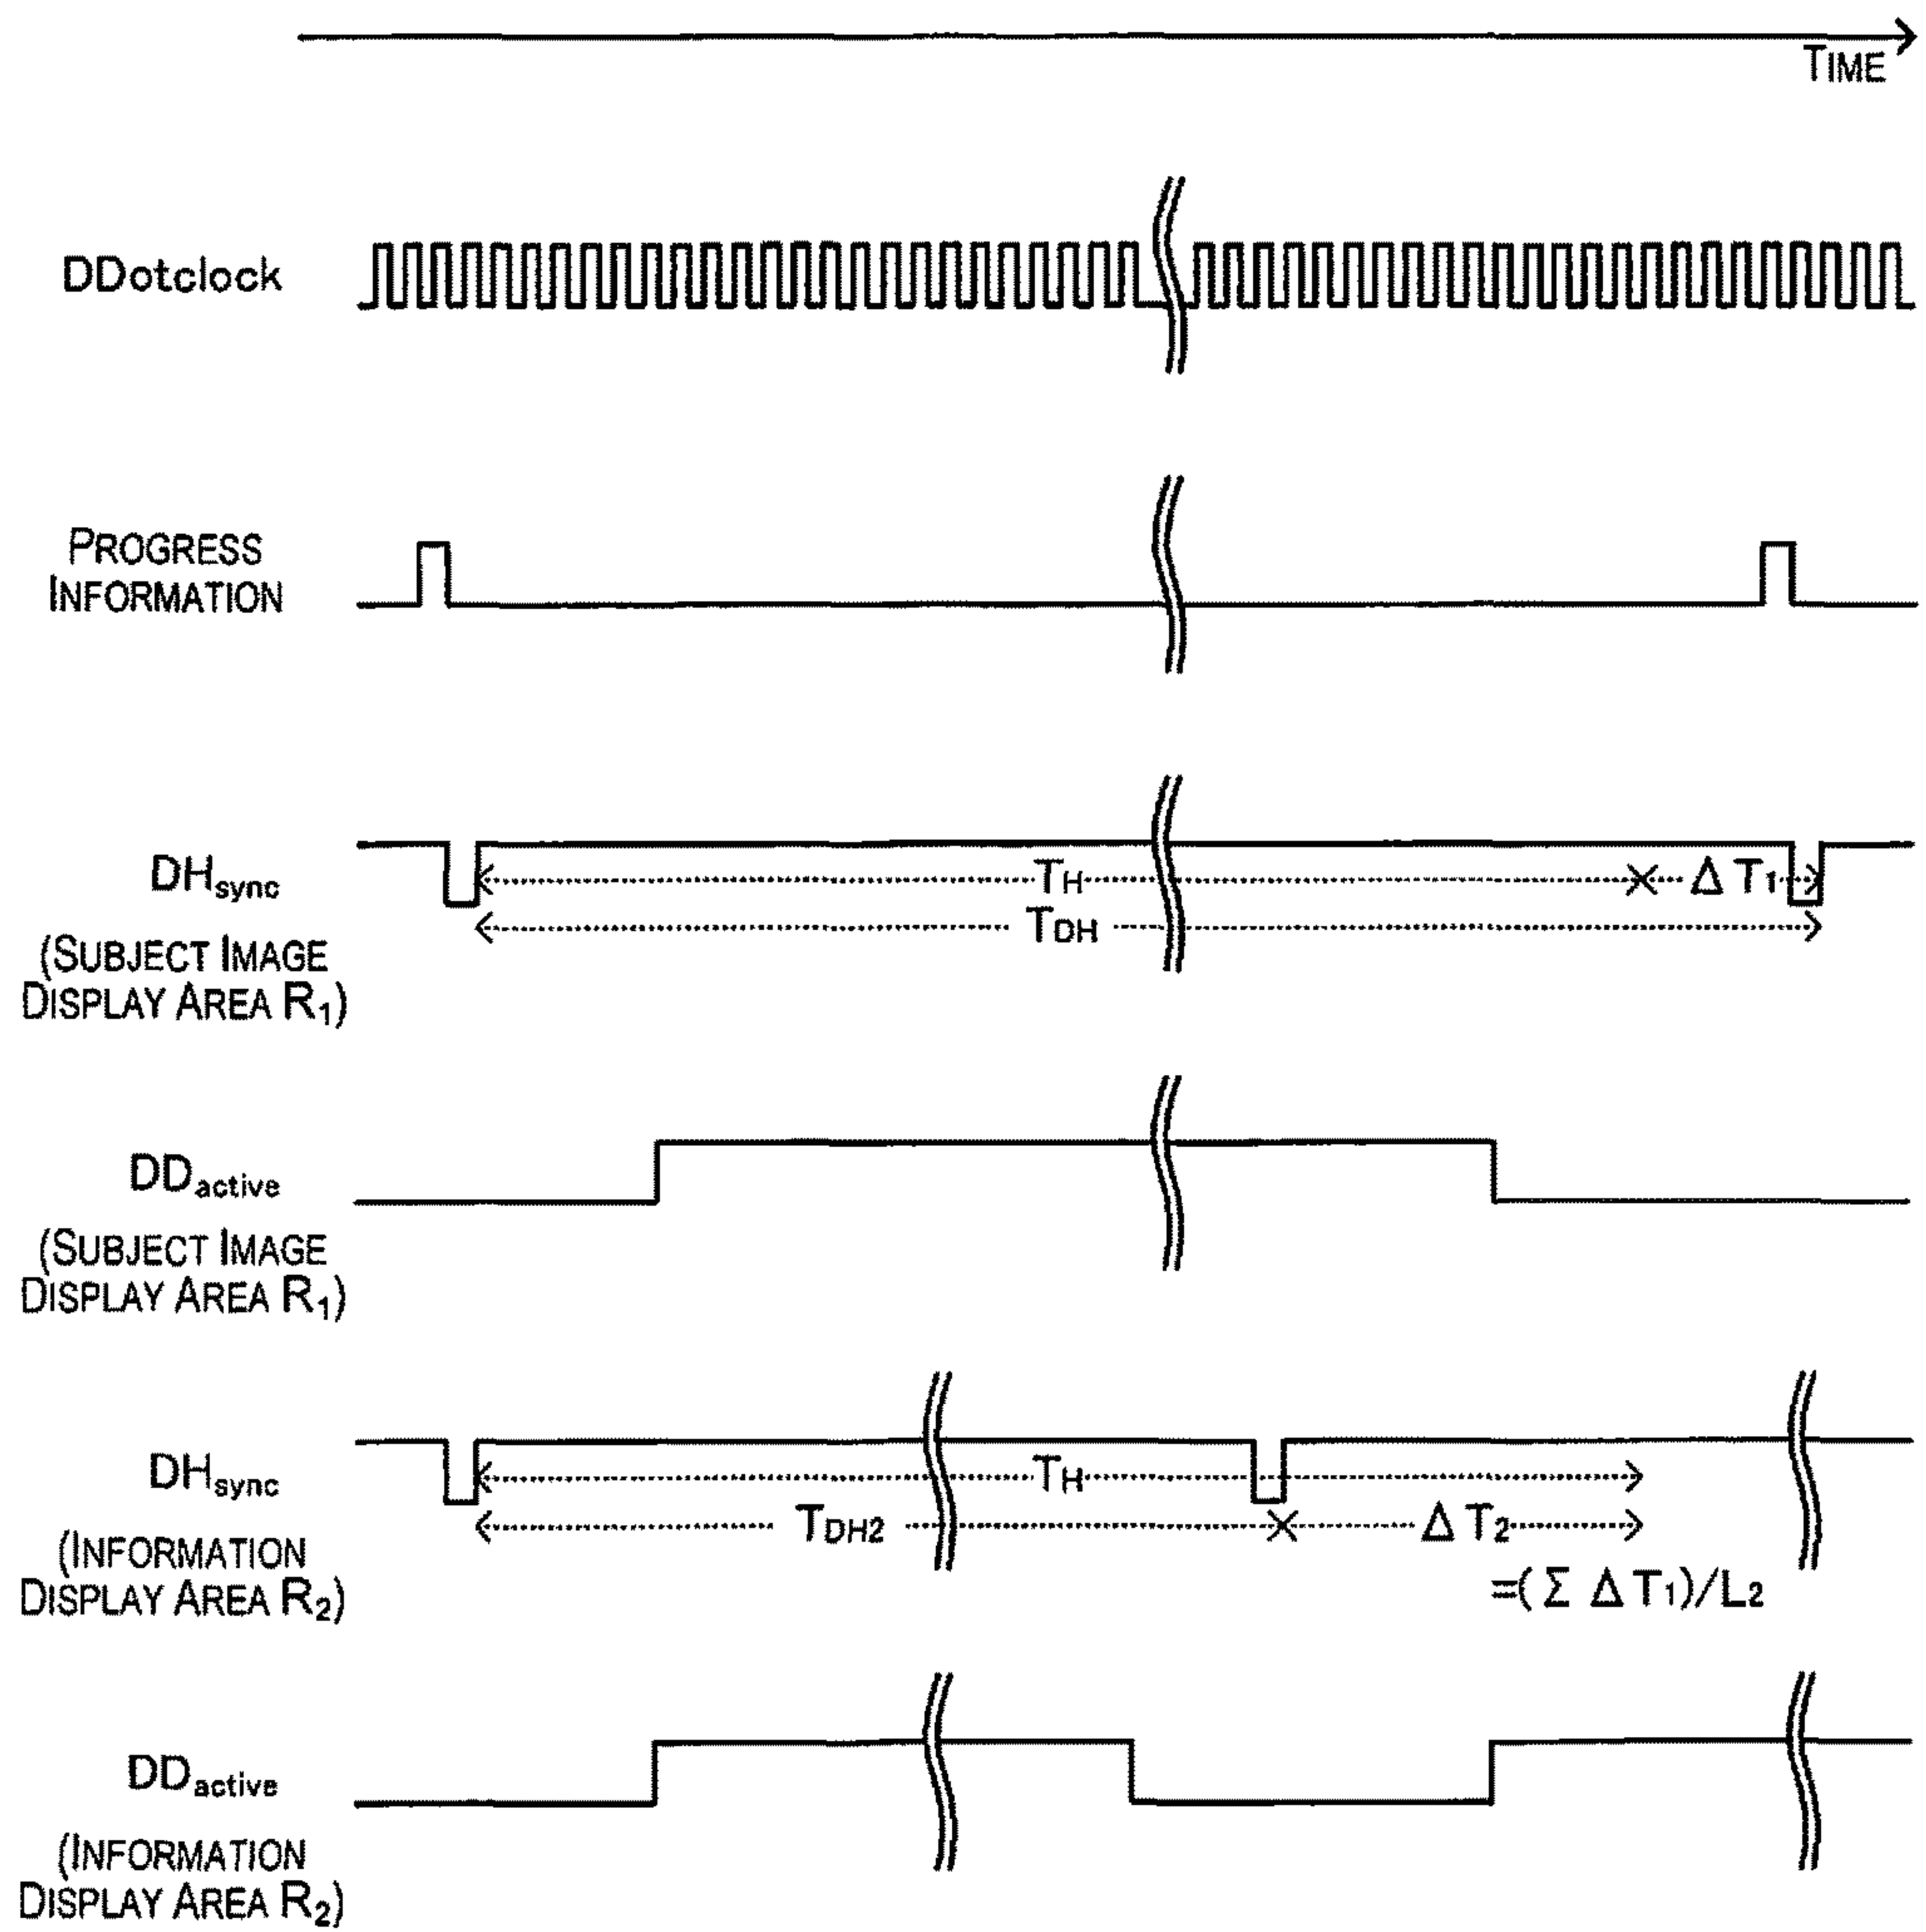 TIME
DDotclock
PROGRESS
INFORMATION
DHsync
TH
ΔT1
TDH
(SUBJECT IMAGE
DISPLAY AREA R1)
DDactive
(SUBJECT IMAGE
DISPLAY AREA R1)
DHsync
TH
TDH2
ΔT2
=(ΣΔT1)/L2
(INFORMATION
DISPLAY AREA R2)
DDactive
(INFORMATION
DISPLAY AREA R2)